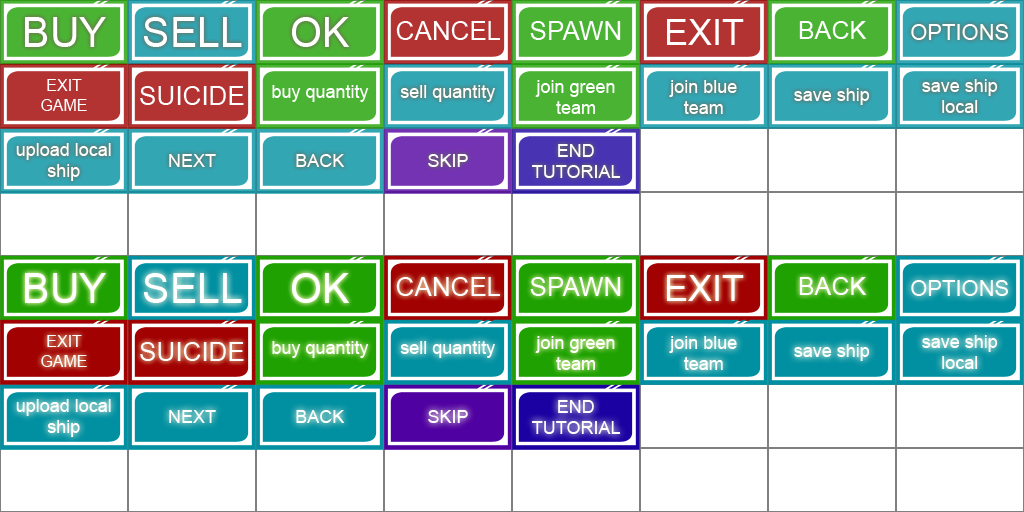 BUY SELL OK CANCEL SPAWN EXIT BACK OPTIONS
EXIT
GAME
SUICIDE
buy quantity
sell quantity
join green
team
join blue
team
save ship
save ship
local
upload local
ship
NEXT
BACK
SKIP
END
TUTORIAL
BUY SELL OK CANCEL SPAWN EXIT BACK OPTIONS
EXIT
GAME
SUICIDE
buy quantity
sell quantity
join green
team
join blue
team
save ship
save ship
local
upload local
ship
NEXT
BACK
SKIP
END
TUTORIAL